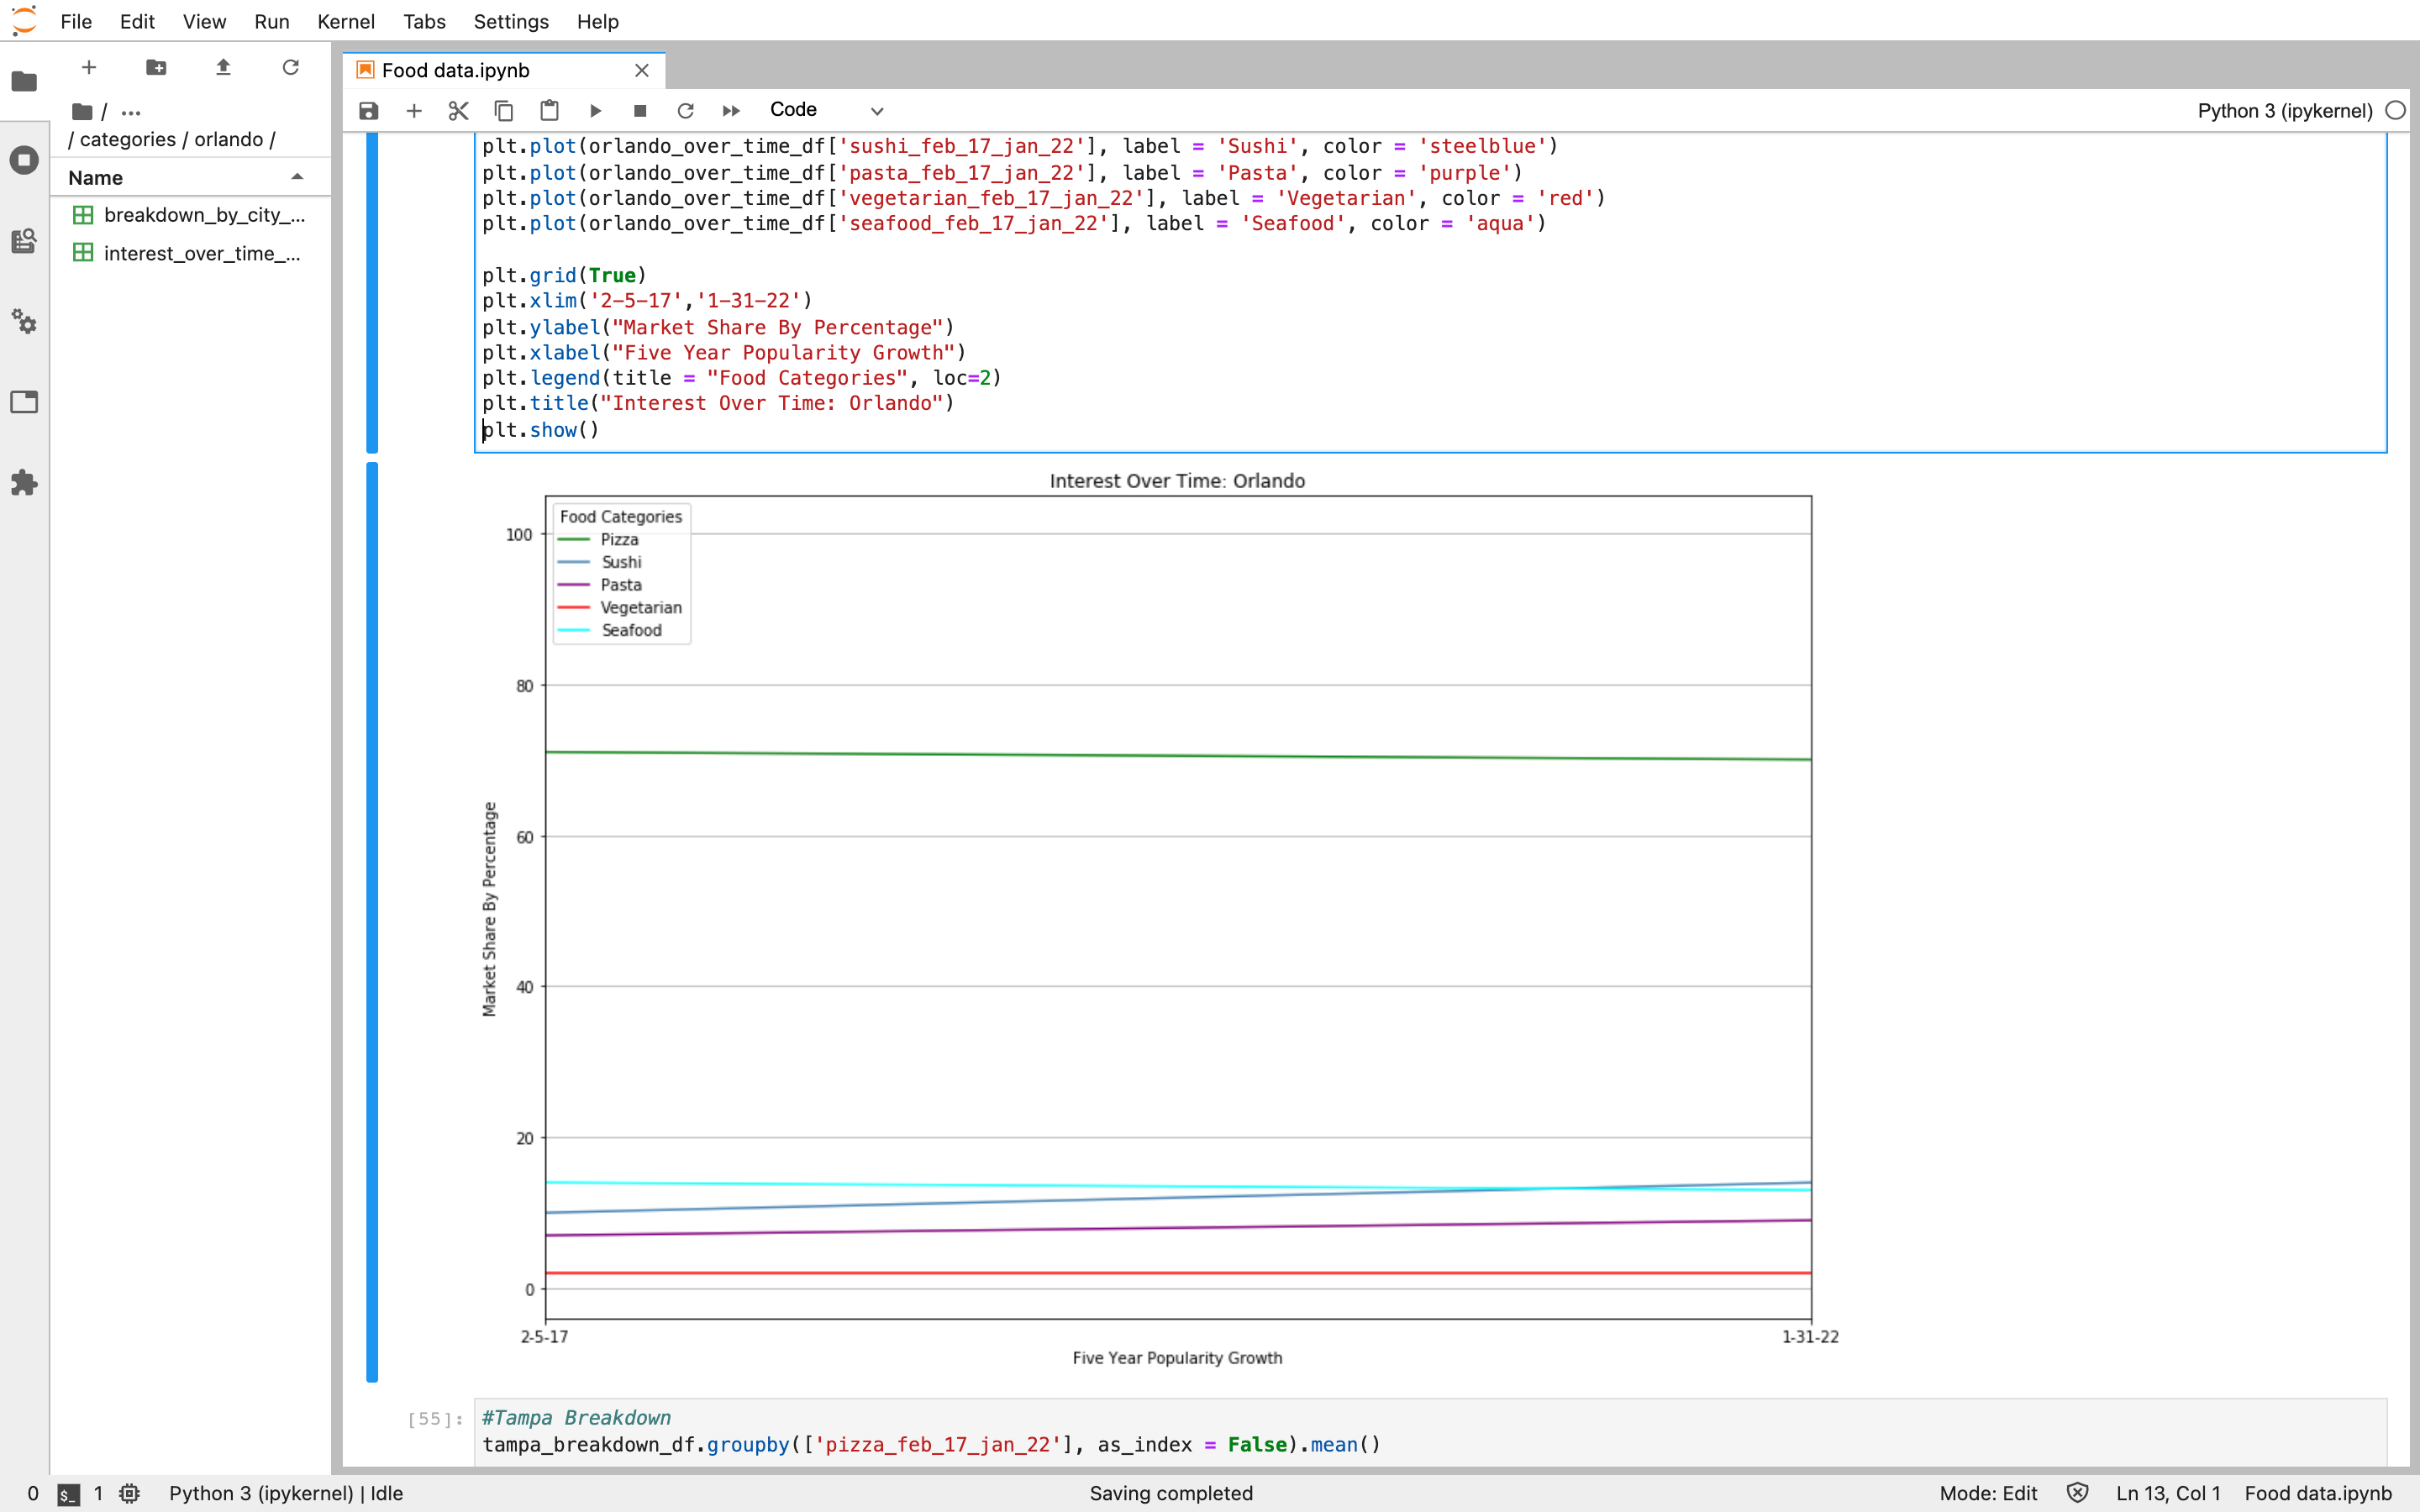 File Edit View Run Kernel Tabs Settings Help
/ …
/ categories / orlando /
Name
breakdown_by_city_...
interest_over_time_...
Food data.ipynb
Code
Python 3 (ipykernel)
plt.plot(orlando_over_time_df['sushi_feb_17_jan_22'], label = 'Sushi', color = 'steelblue')
plt.plot(orlando_over_time_df['pasta_feb_17_jan_22'], label = 'Pasta', color = 'purple')
plt.plot(orlando_over_time_df['vegetarian_feb_17_jan_22'], label = 'Vegetarian', color = 'red')
plt.plot(orlando_over_time_df['seafood_feb_17_jan_22'], label = 'Seafood', color = 'aqua')
plt.grid(True)
plt.xlim('2-5-17','1-31-22')
plt.ylabel("Market Share By Percentage")
plt.xlabel("Five Year Popularity Growth")
plt.legend(title = "Food Categories", loc=2)
plt.title("Interest Over Time: Orlando")
plt.show()
Interest Over Time: Orlando
Food Categories
Pizza
Sushi
Pasta
Vegetarian
Seafood
100
80
60
40
20
0
Market Share By Percentage
2-5-17 1-31-22
Five Year Popularity Growth
[55]:
#Tampa Breakdown
tampa_breakdown_df.groupby(['pizza_feb_17_jan_22'], as_index = False).mean()
0 $_ 1 Python 3 (ipykernel) | Idle Saving completed Mode: Edit Ln 13, Col 1 Food data.ipynb